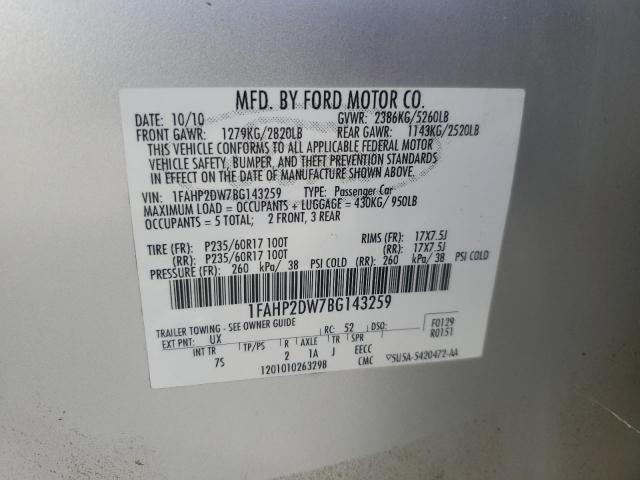 MFD. BY FORD MOTOR CO.
DATE: 10/10 GVWR: 2386KG/5260LB
FRONT GAWR: 1279KG/2820LB REAR GAWR: 1143KG/2520LB
THIS VEHICLE CONFORMS TO ALL APPLICABLE FEDERAL MOTOR
VEHICLE SAFETY, BUMPER, AND THEFT PREVENTION STANDARDS
IN EFFECT ON THE DATE OF MANUFACTURE SHOWN ABOVE.
VIN: 1FAHP2DW7BG143259 TYPE: Passenger Car
MAXIMUM LOAD = OCCUPANTS + LUGGAGE = 430KG/ 950LB
OCCUPANTS = 5 TOTAL; 2 FRONT, 3 REAR
TIRE (FR): P235/60R17 100T RIMS (FR): 17X7.5J
(RR): P235/60R17 100T (RR): 17X7.5J
PRESSURE (FR): 260 kPa/ 38 PSI COLD (RR): 260 kPa/ 38 PSI COLD
1FAHP2DW7BG143259
TRAILER TOWING - SEE OWNER GUIDE
EXT PNT: UX RC: 52 DSO: F0129
R0151
INT TR TP/PS R AXLE TR SPR
7S 2 1A J EECC
1201010263298 CMC 5U5A-5420472-AA